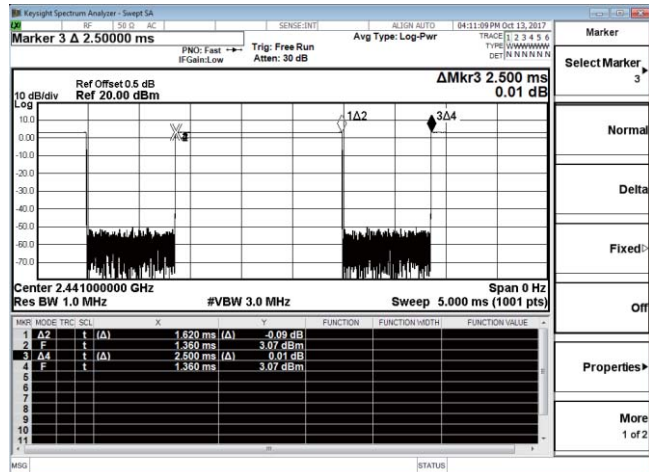 Keysight Spectrum Analyzer - Swept SA
RF 50 Ω AC SENSE:INT ALIGN AUTO 04:11:09 PM Oct 13, 2017
Marker 3 Δ 2.50000 ms
PNO: Fast
IFGain:Low
Trig: Free Run
Atten: 30 dB
Avg Type: Log-Pwr
TRACE 1 2 3 4 5 6
TYPE WWWWWW
DET N N N N N N
Marker
Select Marker
3
Normal
Delta
Fixed
Off
Properties
More
1 of 2
Ref Offset 0.5 dB
10 dB/div Ref 20.00 dBm
ΔMkr3 2.500 ms
0.01 dB
Log
10.0
0.00
-10.0
-20.0
-30.0
-40.0
-50.0
-60.0
-70.0
1Δ2
3Δ4
Center 2.441000000 GHz Span 0 Hz
Res BW 1.0 MHz #VBW 3.0 MHz Sweep 5.000 ms (1001 pts)
MKR MODE TRC SCL X Y FUNCTION FUNCTION WIDTH FUNCTION VALUE
1 Δ2 t (Δ) 1.620 ms (Δ) -0.09 dB
2 F t 1.360 ms 3.07 dBm
3 Δ4 t (Δ) 2.500 ms (Δ) 0.01 dB
4 F t 1.360 ms 3.07 dBm
5
6
7
8
9
10
11
MSG STATUS